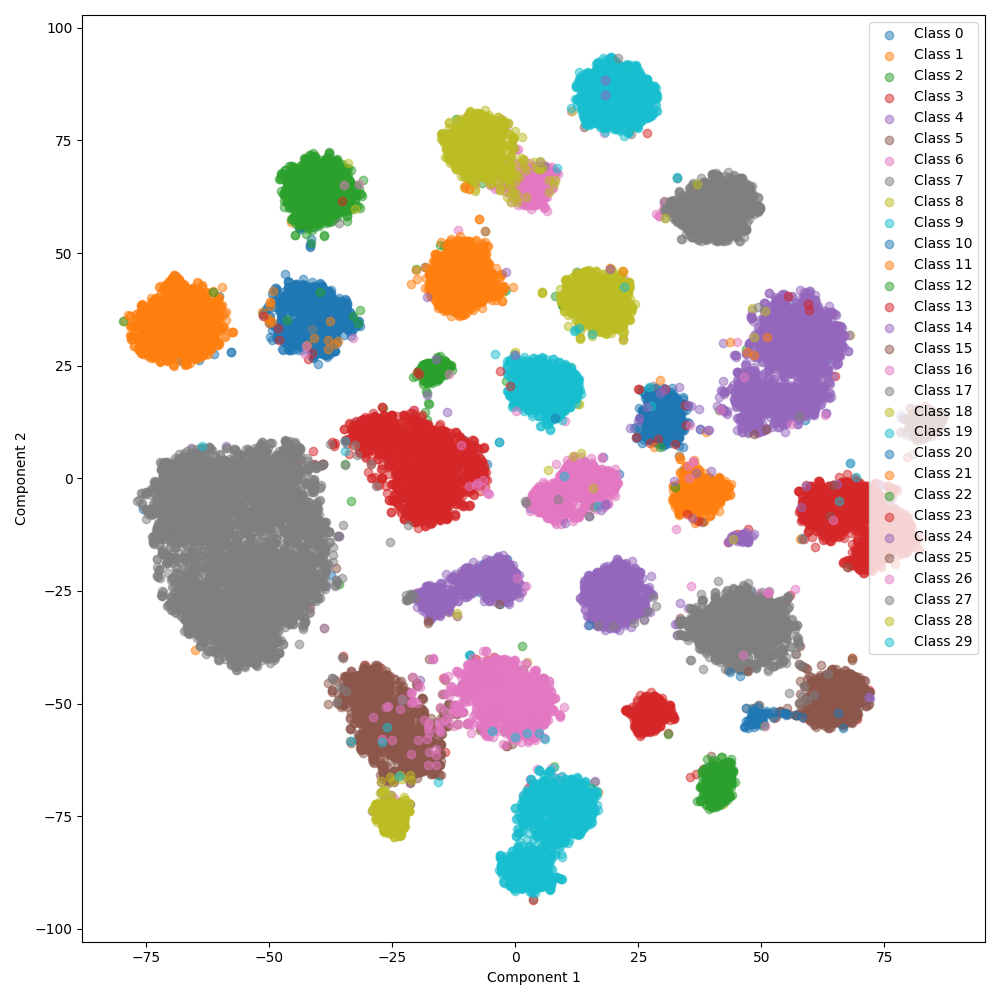 100
75
50
25
0
−25
−50
−75
−100
−75
−50
−25
0
25
50
75
Component 1
Component 2
Class 0
Class 1
Class 2
Class 3
Class 4
Class 5
Class 6
Class 7
Class 8
Class 9
Class 10
Class 11
Class 12
Class 13
Class 14
Class 15
Class 16
Class 17
Class 18
Class 19
Class 20
Class 21
Class 22
Class 23
Class 24
Class 25
Class 26
Class 27
Class 28
Class 29